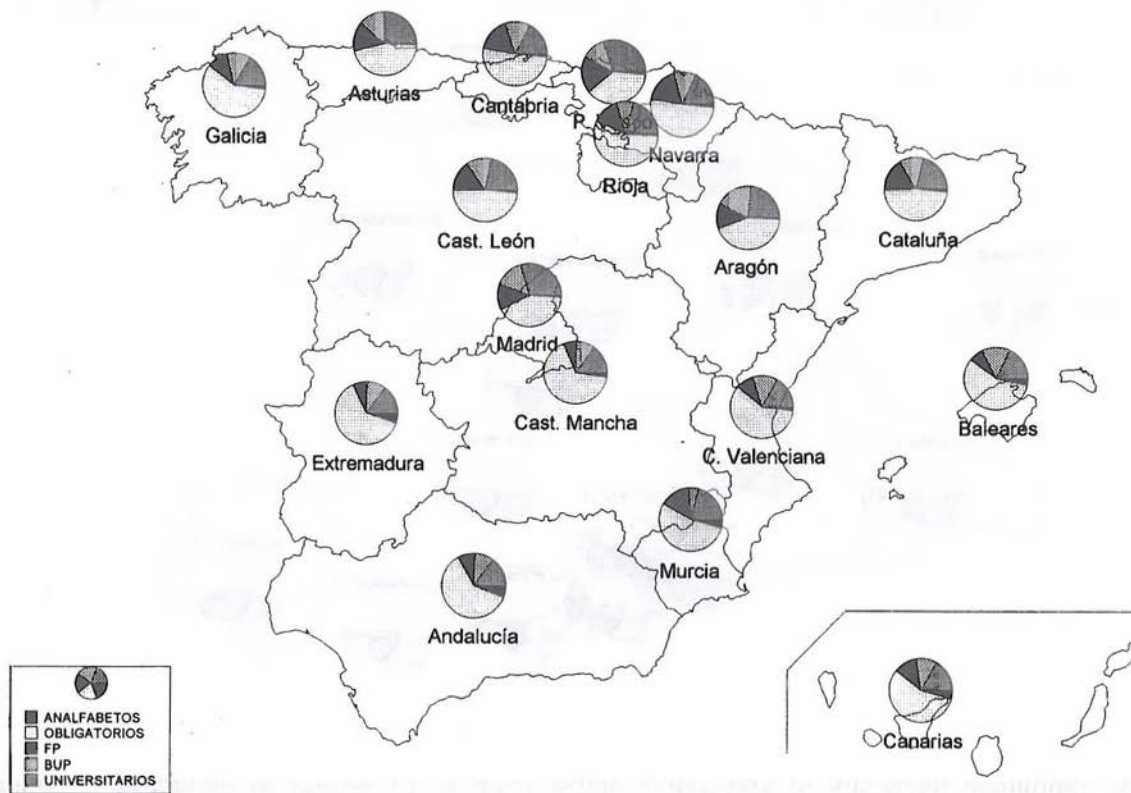 Asturias
Cantabria
Galicia
P.
Navarra
Rioja
Cast. León
Aragón
Cataluña
Madrid
Cast. Mancha
Extremadura
C. Valenciana
Baleares
Murcia
Andalucía
Canarias
ANALFABETOS
OBLIGATORIOS
FP
BUP
UNIVERSITARIOS